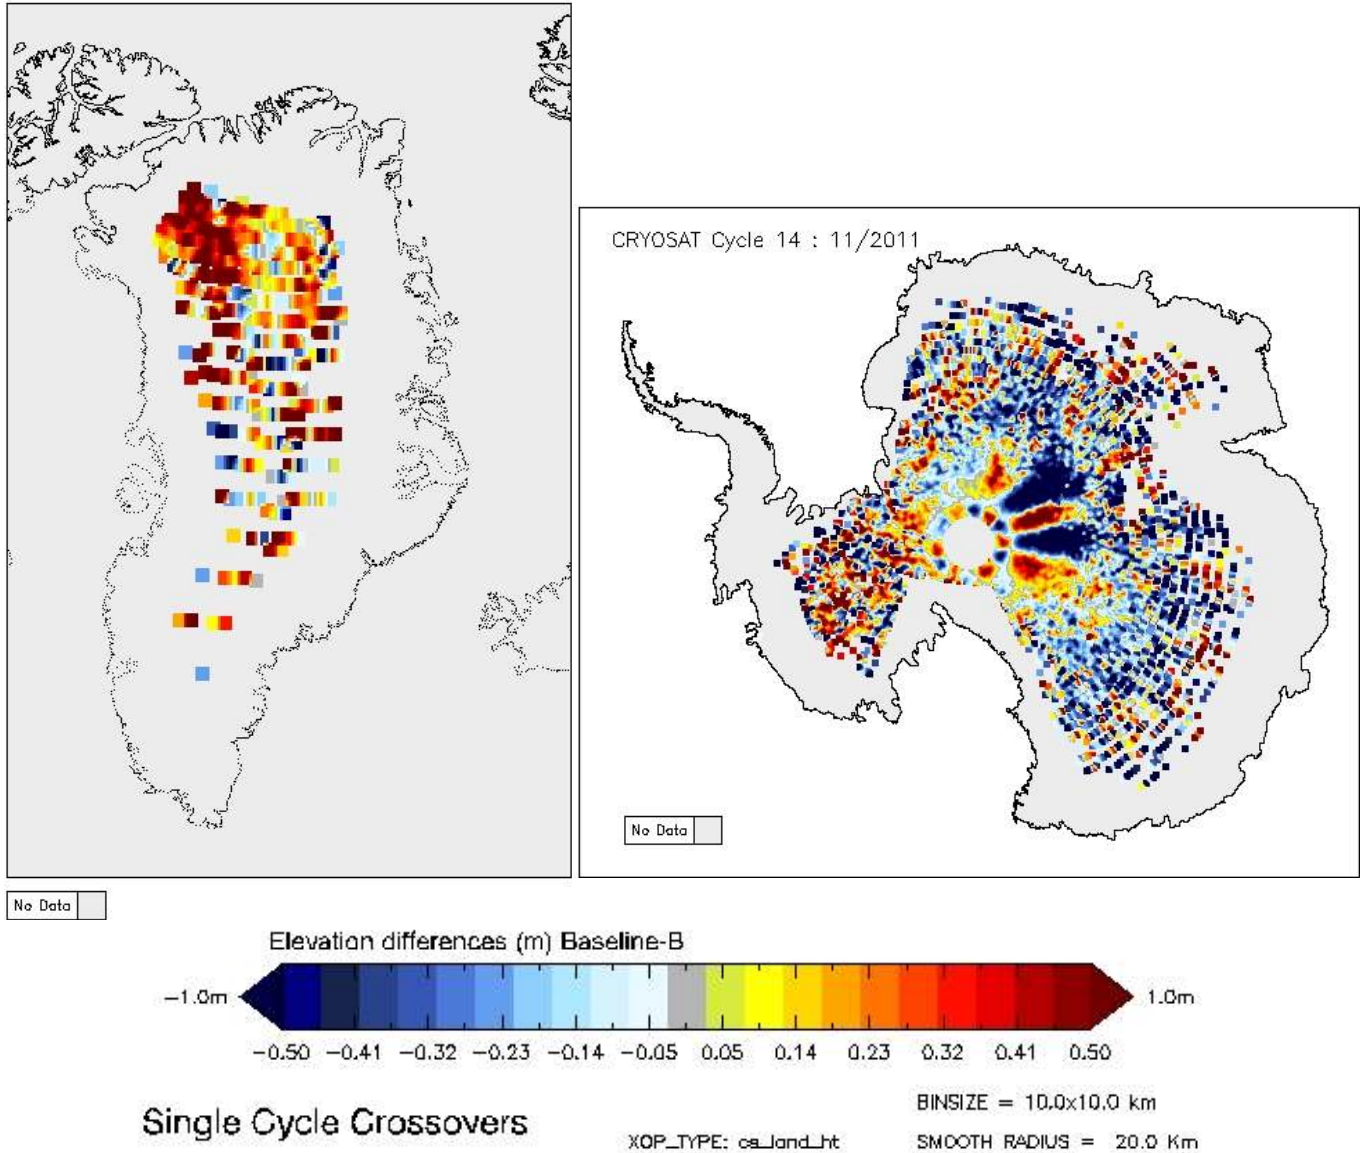 CRYOSAT Cycle 14 : 11/2011
No Data
No Data
Elevation differences (m) Baseline-B
-1.0m
1.0m
-0.50 -0.41 -0.32 -0.23 -0.14 -0.05 0.05 0.14 0.23 0.32 0.41 0.50
Single Cycle Crossovers
BINSIZE = 10.0x10.0 km
XOP_TYPE: cs_land_ht
SMOOTH RADIUS = 20.0 Km